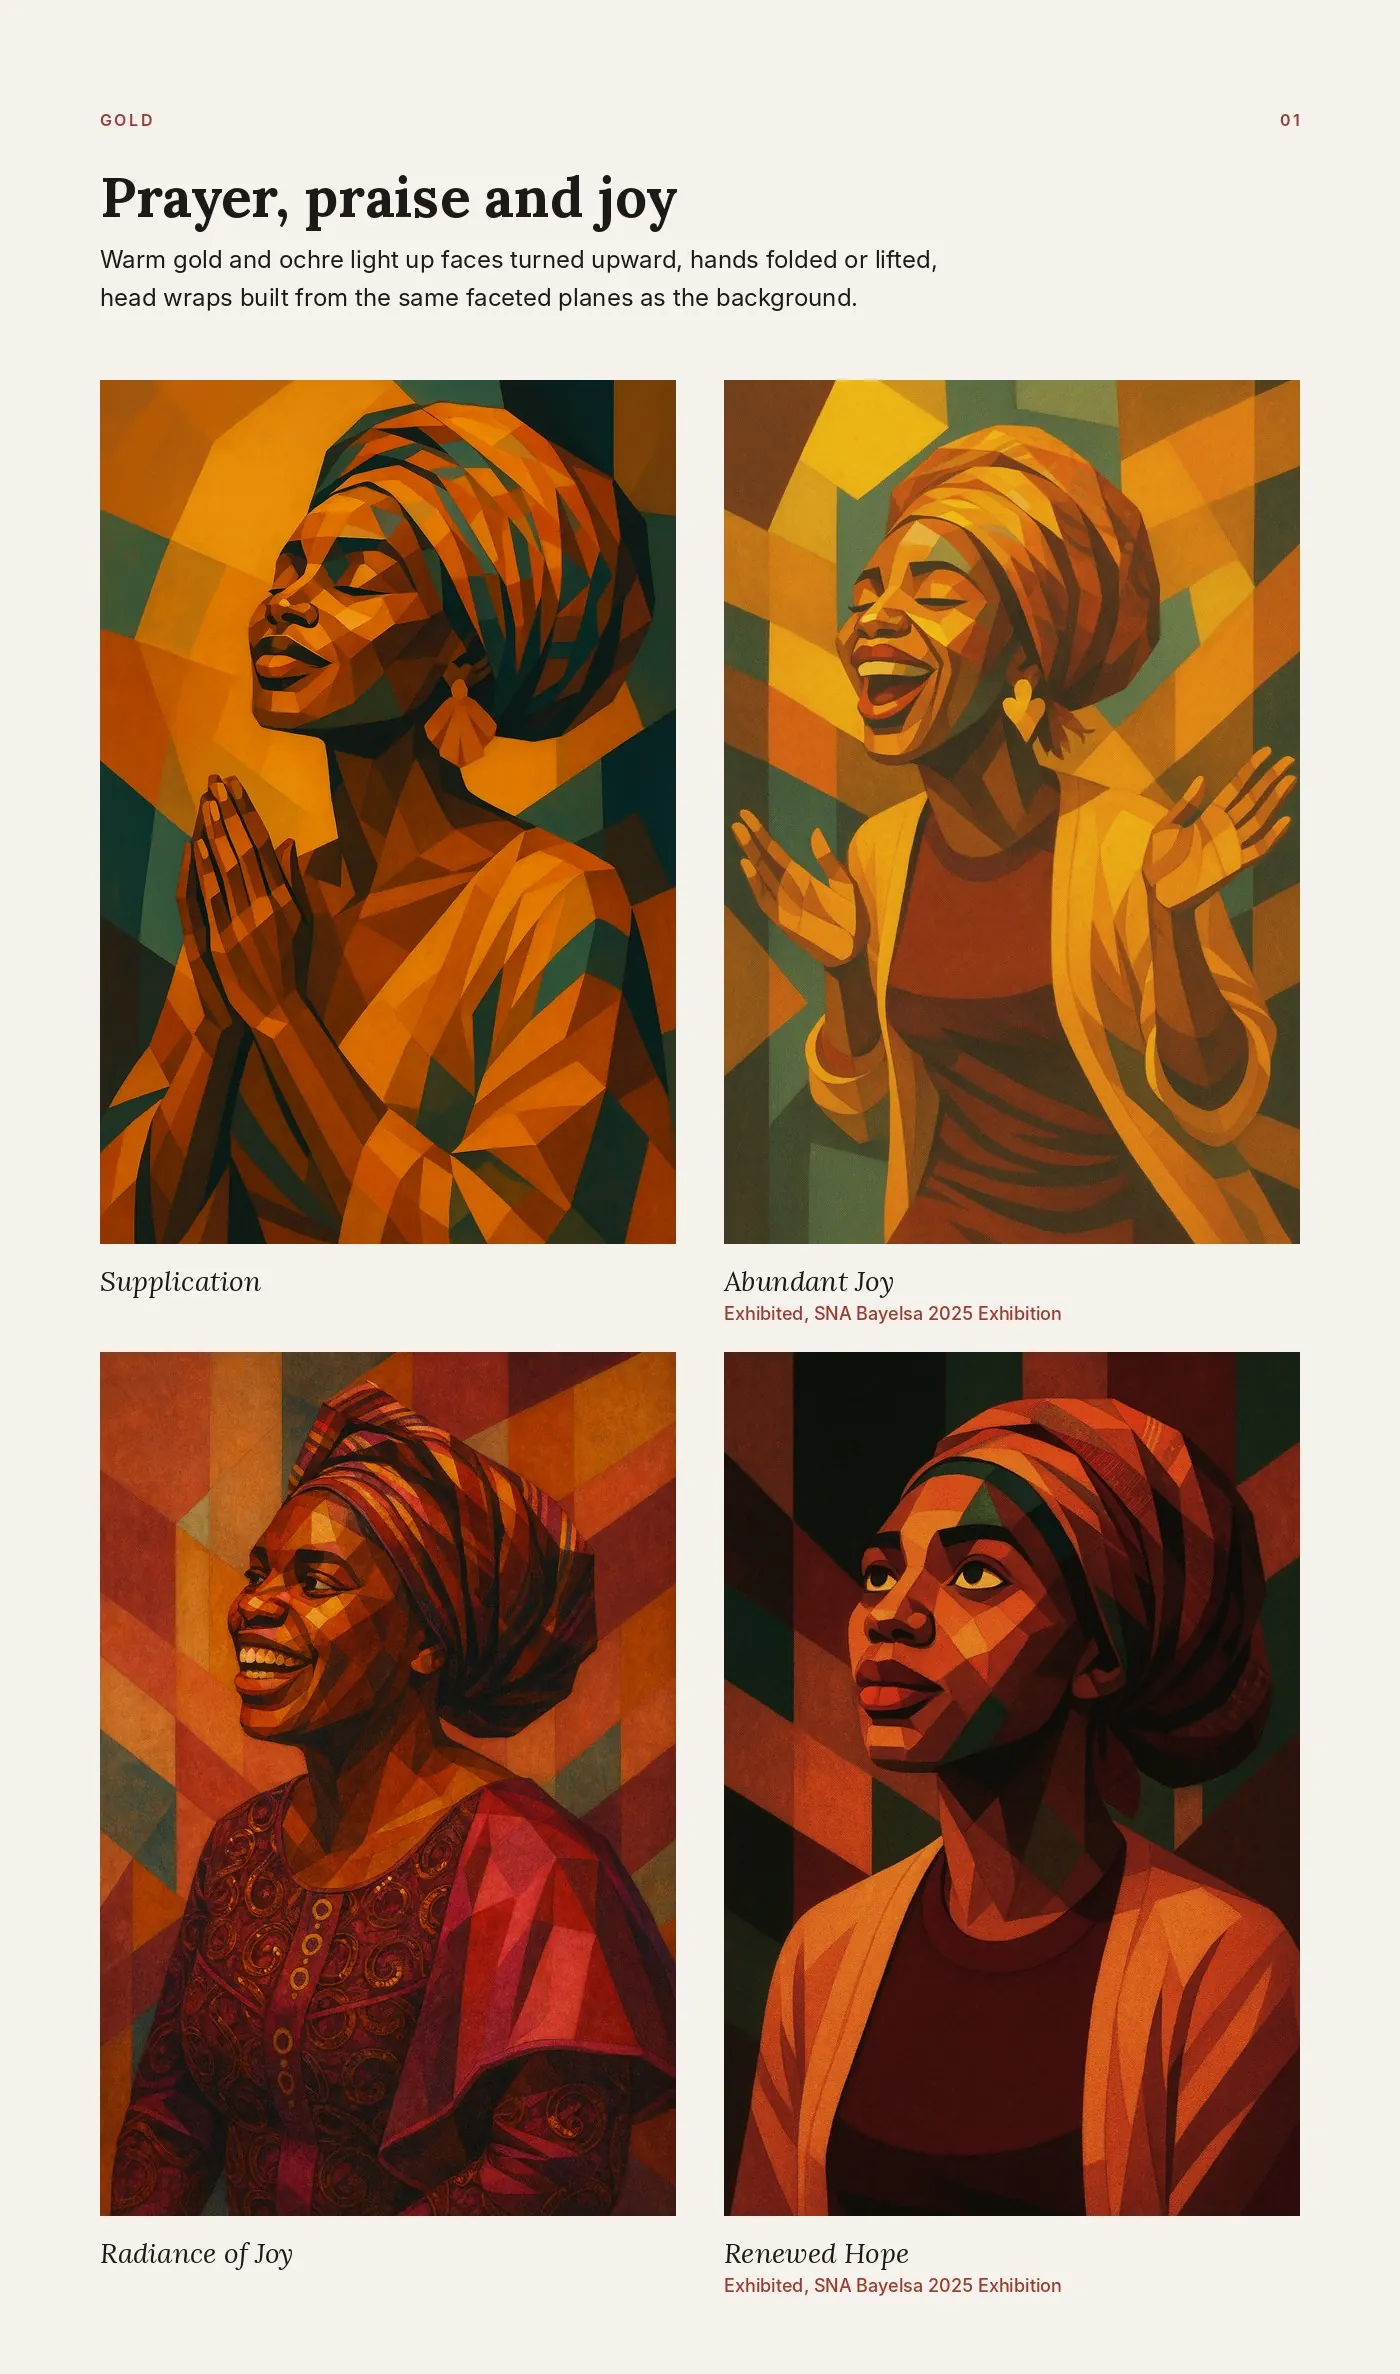 GOLD
01
Prayer, praise and joy
Warm gold and ochre light up faces turned upward, hands folded or lifted,
head wraps built from the same faceted planes as the background.
Supplication
Abundant Joy
Exhibited, SNA Bayelsa 2025 Exhibition
Radiance of Joy
Renewed Hope
Exhibited, SNA Bayelsa 2025 Exhibition